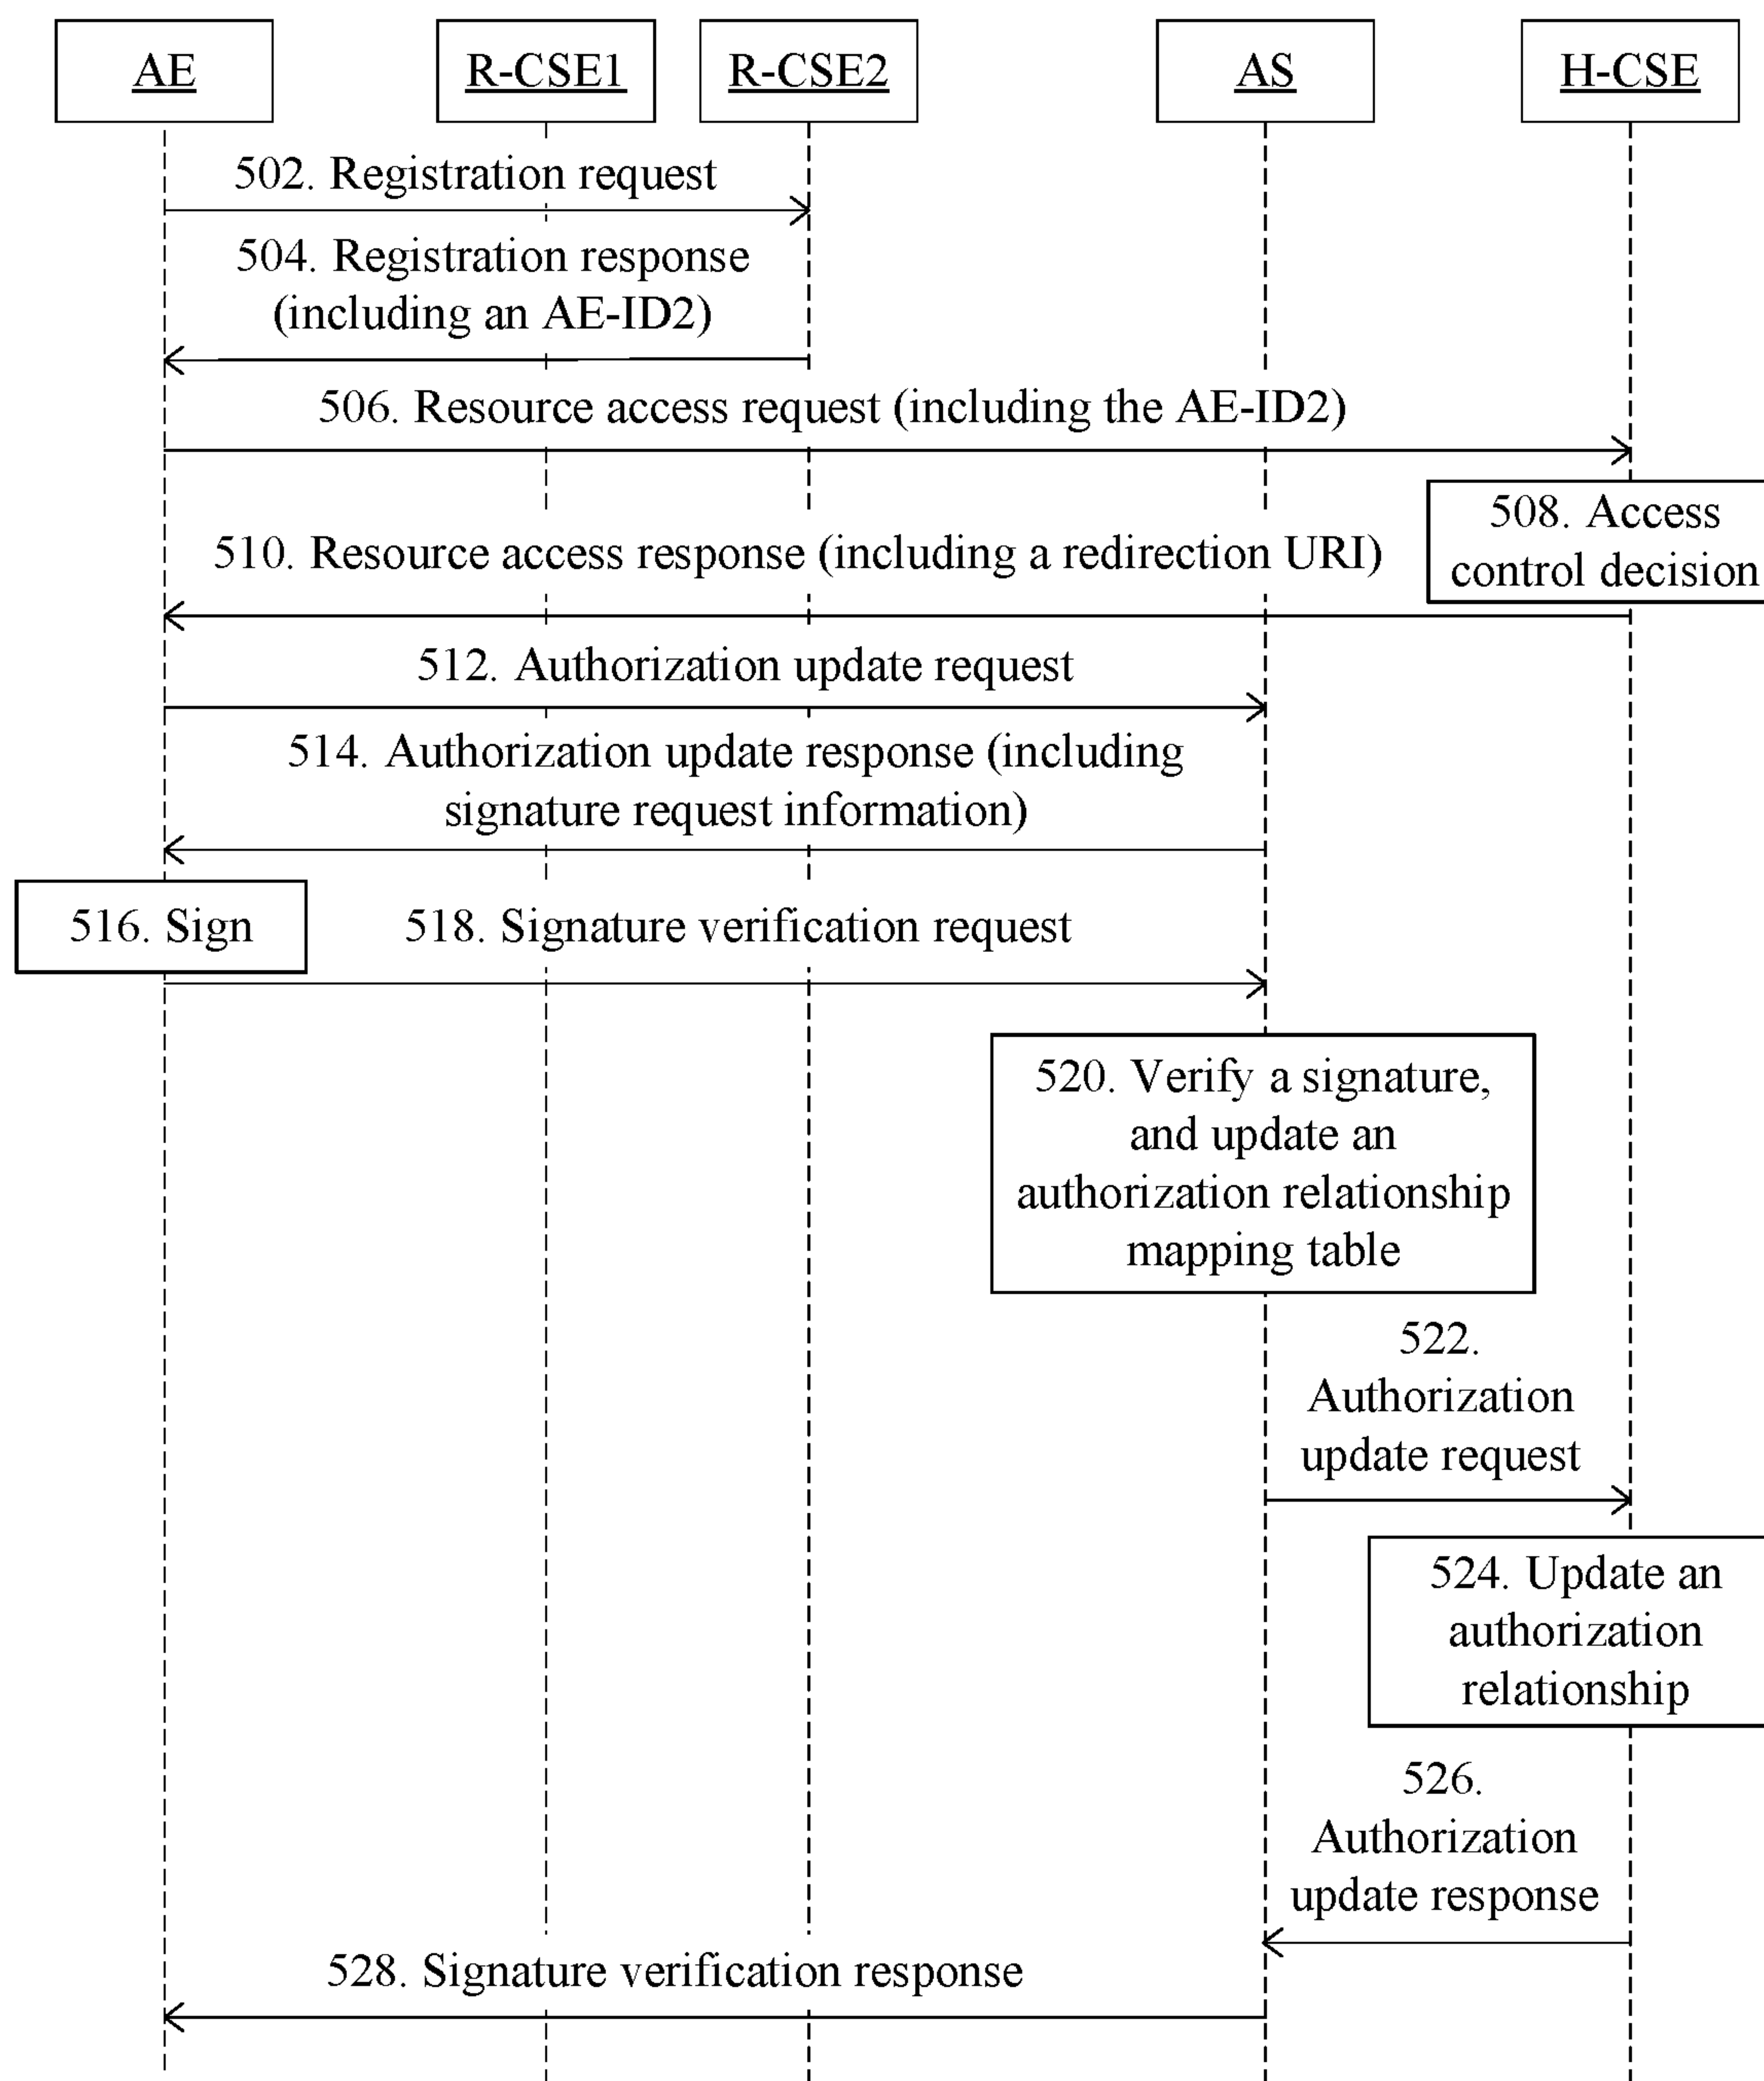 AE
R-CSE1
R-CSE2
AS
H-CSE
502. Registration request
504. Registration response
(including an AE-ID2)
506. Resource access request (including the AE-ID2)
508. Access
control decision
510. Resource access response (including a redirection URI)
512. Authorization update request
514. Authorization update response (including
signature request information)
516. Sign
518. Signature verification request
520. Verify a signature,
and update an
authorization relationship
mapping table
522.
Authorization
update request
524. Update an
authorization
relationship
526.
Authorization
update response
528. Signature verification response